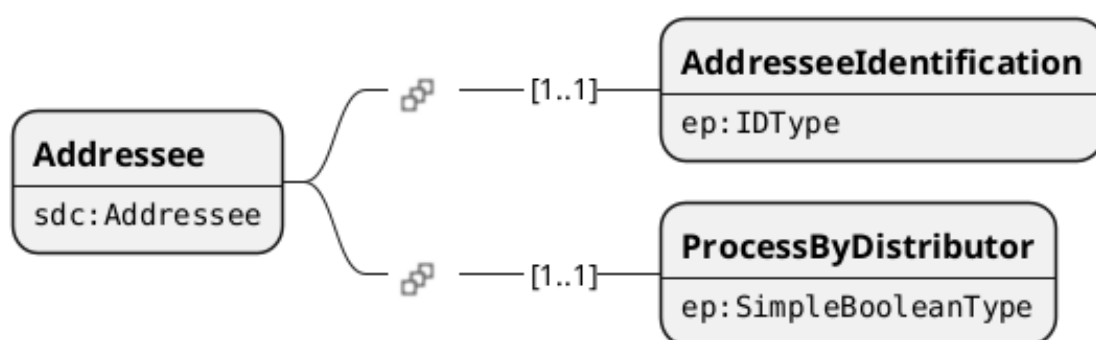 AddresseeIdentification
[1..1]
ep:IDType
Addressee
sdc:Addressee
ProcessByDistributor
[1..1]
ep:SimpleBooleanType